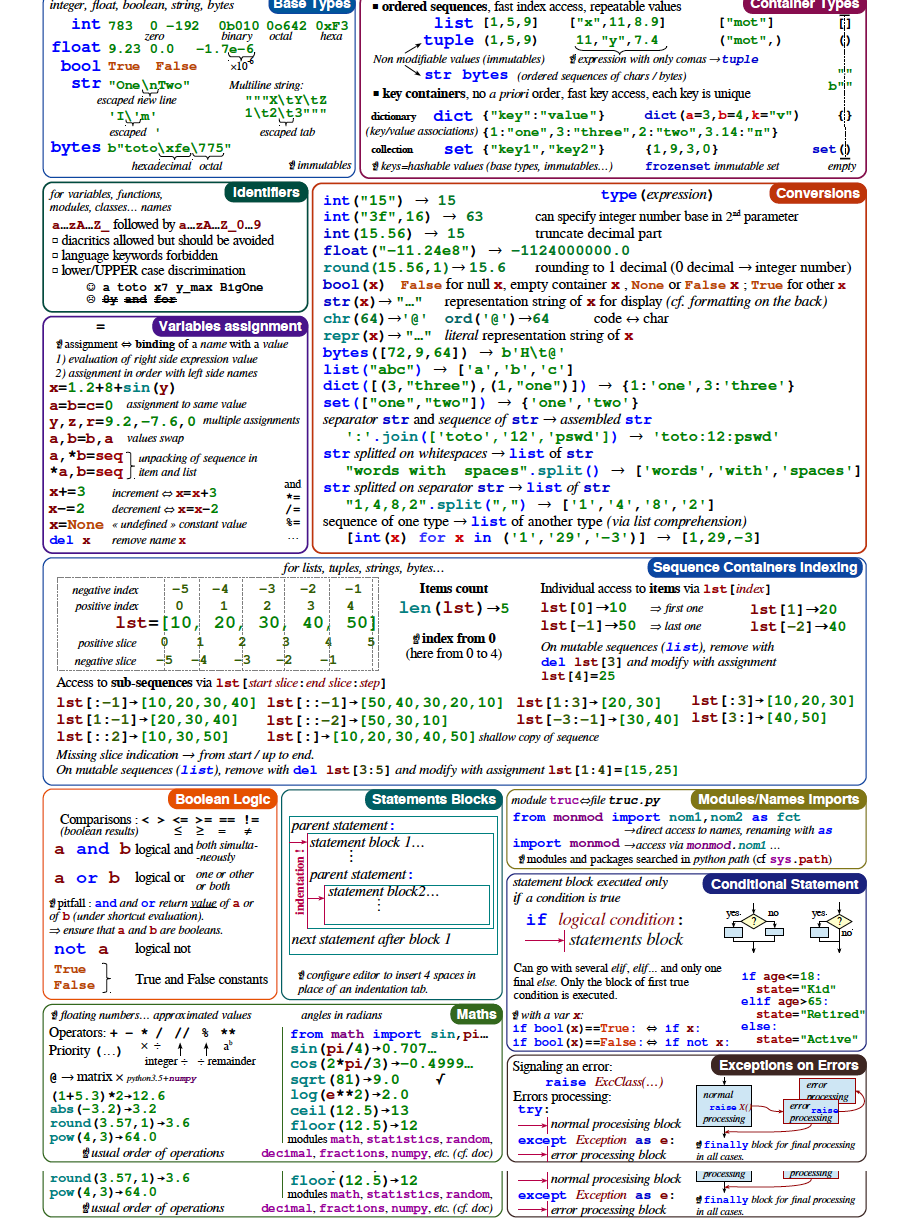 integer, float, boolean, string, bytes
Base Types
int 783 0 -192 0b010 0o642 0xF3
zero binary octal hexa
float 9.23 0.0 -1.7e-6
×10⁻⁶
bool True False
str "One\nTwo"
escaped new line
Multiline string:
"""X\tY\tZ
1\t2\t3"""
'I\'m'
escaped '
escaped tab
bytes b"toto\xfe\775"
hexadecimal octal
immutables
ordered sequences, fast index access, repeatable values
Container Types
list [1,5,9] ["x",11,8.9] ["mot"] []
tuple (1,5,9) 11,"y",7.4 ("mot",) ()
Non modifiable values (immutables)
expression with only comas →tuple
str bytes (ordered sequences of chars / bytes)
""
b""
key containers, no a priori order, fast key access, each key is unique
dictionary dict {"key":"value"} dict(a=3,b=4,k="v") {}
(key/value associations) {1:"one",3:"three",2:"two",3.14:"π"}
collection set {"key1","key2"} {1,9,3,0} set()
keys=hashable values (base types, immutables…) frozenset immutable set empty
for variables, functions,
modules, classes… names
Identifiers
a…zA…Z_ followed by a…zA…Z_0…9
diacritics allowed but should be avoided
language keywords forbidden
lower/UPPER case discrimination
☺ a toto x7 y_max BigOne
☹ 8y and for
=
Variables assignment
assignment ⇔ binding of a name with a value
1) evaluation of right side expression value
2) assignment in order with left side names
x=1.2+8+sin(y)
a=b=c=0 assignment to same value
y,z,r=9.2,-7.6,0 multiple assignments
a,b=b,a values swap
a,*b=seq
*a,b=seq
unpacking of sequence in
item and list
and
x+=3 increment ⇔ x=x+3 *=
x-=2 decrement ⇔ x=x-2 /=
x=None « undefined » constant value %=
del x remove name x …
Conversions
type(expression)
int("15") → 15
int("3f",16) → 63 can specify integer number base in 2nd parameter
int(15.56) → 15 truncate decimal part
float("-11.24e8") → -1124000000.0
round(15.56,1)→ 15.6 rounding to 1 decimal (0 decimal → integer number)
bool(x) False for null x, empty container x , None or False x ; True for other x
str(x)→ "…" representation string of x for display (cf. formatting on the back)
chr(64)→'@' ord('@')→64 code ↔ char
repr(x)→ "…" literal representation string of x
bytes([72,9,64]) → b'H\t@'
list("abc") → ['a','b','c']
dict([(3,"three"),(1,"one")]) → {1:'one',3:'three'}
set(["one","two"]) → {'one','two'}
separator str and sequence of str → assembled str
':'.join(['toto','12','pswd']) → 'toto:12:pswd'
str splitted on whitespaces → list of str
"words with  spaces".split() → ['words','with','spaces']
str splitted on separator str → list of str
"1,4,8,2".split(",") → ['1','4','8','2']
sequence of one type → list of another type (via list comprehension)
[int(x) for x in ('1','29','-3')] → [1,29,-3]
for lists, tuples, strings, bytes…
Sequence Containers Indexing
negative index -5 -4 -3 -2 -1
positive index 0 1 2 3 4
lst=[10, 20, 30, 40, 50]
positive slice 0 1 2 3 4 5
negative slice -5 -4 -3 -2 -1
Items count
len(lst)→5
index from 0
(here from 0 to 4)
Individual access to items via lst[index]
lst[0]→10 ⇒ first one lst[1]→20
lst[-1]→50 ⇒ last one lst[-2]→40
On mutable sequences (list), remove with
del lst[3] and modify with assignment
lst[4]=25
Access to sub-sequences via lst[start slice:end slice:step]
lst[:-1]→[10,20,30,40] lst[::-1]→[50,40,30,20,10] lst[1:3]→[20,30] lst[:3]→[10,20,30]
lst[1:-1]→[20,30,40] lst[::-2]→[50,30,10] lst[-3:-1]→[30,40] lst[3:]→[40,50]
lst[::2]→[10,30,50] lst[:]→[10,20,30,40,50] shallow copy of sequence
Missing slice indication → from start / up to end.
On mutable sequences (list), remove with del lst[3:5] and modify with assignment lst[1:4]=[15,25]
Boolean Logic
Comparisons : < > <= >= == !=
(boolean results) ≤ ≥ = ≠
a and b logical and both simulta-
-neously
a or b logical or one or other
or both
pitfall : and and or return value of a or
of b (under shortcut evaluation).
⇒ ensure that a and b are booleans.
not a logical not
True
False
True and False constants
Statements Blocks
parent statement:
statement block 1…
⋮
parent statement:
statement block2…
⋮
next statement after block 1
indentation !
configure editor to insert 4 spaces in
place of an indentation tab.
module truc⇔file truc.py
Modules/Names Imports
from monmod import nom1,nom2 as fct
→direct access to names, renaming with as
import monmod →access via monmod.nom1 …
modules and packages searched in python path (cf sys.path)
statement block executed only
if a condition is true
Conditional Statement
if logical condition:
statements block
yes ? no
yes ? no
Can go with several elif, elif... and only one
final else. Only the block of first true
condition is executed.
with a var x:
if bool(x)==True: ⇔ if x:
if bool(x)==False: ⇔ if not x:
if age<=18:
state="Kid"
elif age>65:
state="Retired"
else:
state="Active"
floating numbers… approximated values
angles in radians
Maths
Operators: + - * / // % **
× ÷ aᵇ
Priority (…)
integer ÷ ÷ remainder
@ → matrix × python3.5+numpy
(1+5.3)*2→12.6
abs(-3.2)→3.2
round(3.57,1)→3.6
pow(4,3)→64.0
usual order of operations
from math import sin,pi…
sin(pi/4)→0.707…
cos(2*pi/3)→-0.4999…
sqrt(81)→9.0 √
log(e**2)→2.0
ceil(12.5)→13
floor(12.5)→12
modules math, statistics, random,
decimal, fractions, numpy, etc. (cf. doc)
Exceptions on Errors
Signaling an error:
raise ExcClass(…)
Errors processing:
try:
normal procesising block
except Exception as e:
error processing block
normal
raise X()
processing
error
processing
error raise
processing
finally block for final processing
in all cases.
round(3.57,1)→3.6
pow(4,3)→64.0
usual order of operations
floor(12.5)→12
modules math, statistics, random,
decimal, fractions, numpy, etc. (cf. doc)
normal procesising block
except Exception as e:
error processing block
processing
processing
finally block for final processing
in all cases.